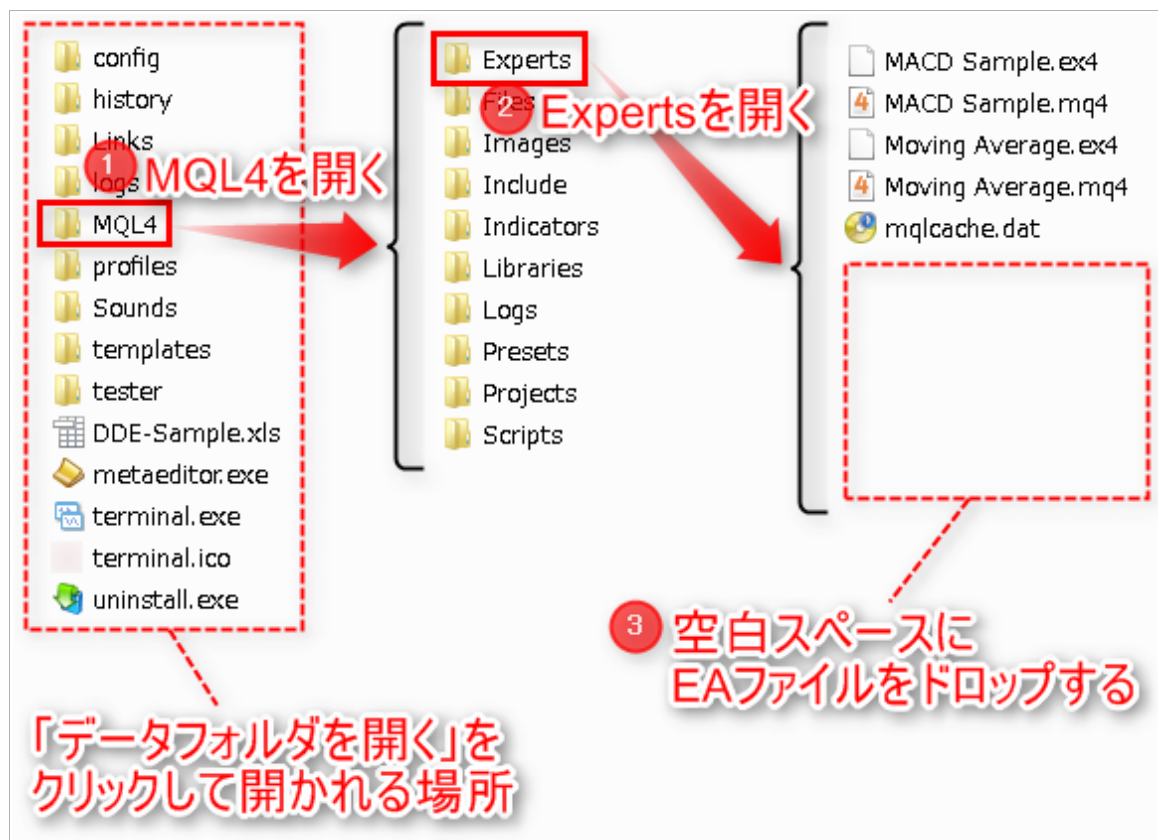 config
history
Links
logs
MQL4
profiles
Sounds
templates
tester
DDE-Sample.xls
metaeditor.exe
terminal.exe
terminal.ico
uninstall.exe
1 MQL4を開く
「データフォルダを開く」を
クリックして開かれる場所
Experts
Files
Images
Include
Indicators
Libraries
Logs
Presets
Projects
Scripts
2 Expertsを開く
MACD Sample.ex4
MACD Sample.mq4
Moving Average.ex4
Moving Average.mq4
mqlcache.dat
3 空白スペースに
EAファイルをドロップする